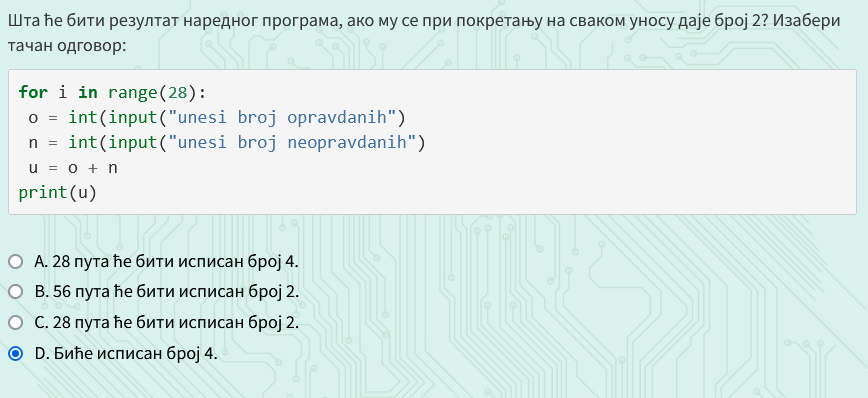 Шта ће бити резултат наредног програма, ако му се при покретању на сваком уносу даје број 2? Изабери
тачан одговор:
for i in range(28):
 o = int(input("unesi broj opravdanih")
 n = int(input("unesi broj neopravdanih")
 u = o + n
print(u)
A. 28 пута ће бити исписан број 4.
B. 56 пута ће бити исписан број 2.
C. 28 пута ће бити исписан број 2.
D. Биће исписан број 4.